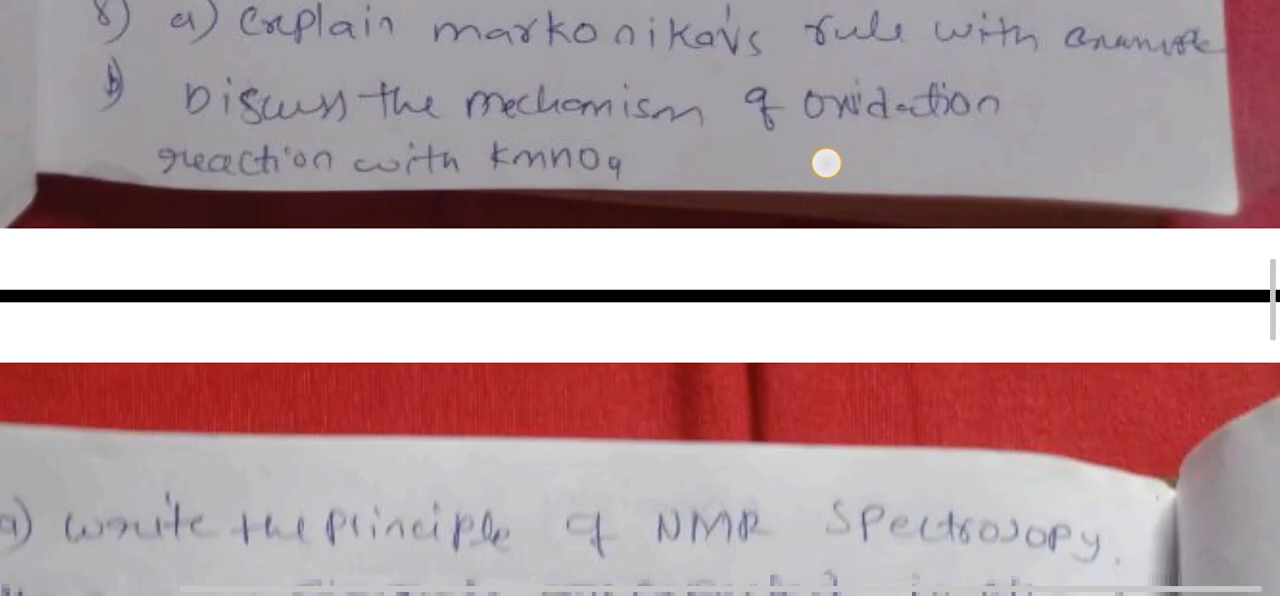 8) a) Explain markonikov's rule with example
b) Discuss the mechanism of oxidation
reaction with kmno4
a) write the principle of NMR Spectrosopy.